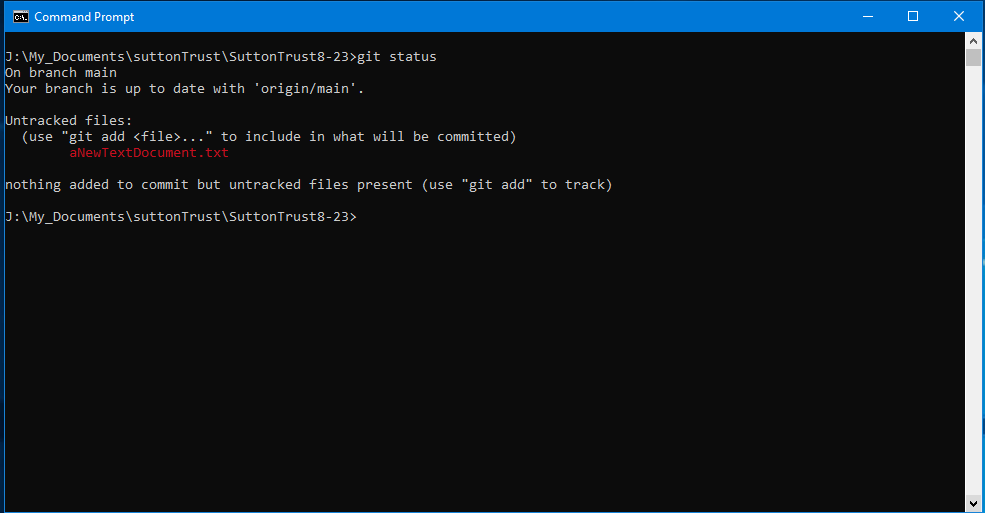 Command Prompt
J:\My_Documents\suttonTrust\SuttonTrust8-23>git status
On branch main
Your branch is up to date with 'origin/main'.
Untracked files:
(use "git add <file>..." to include in what will be committed)
aNewTextDocument.txt
nothing added to commit but untracked files present (use "git add" to track)
J:\My_Documents\suttonTrust\SuttonTrust8-23>